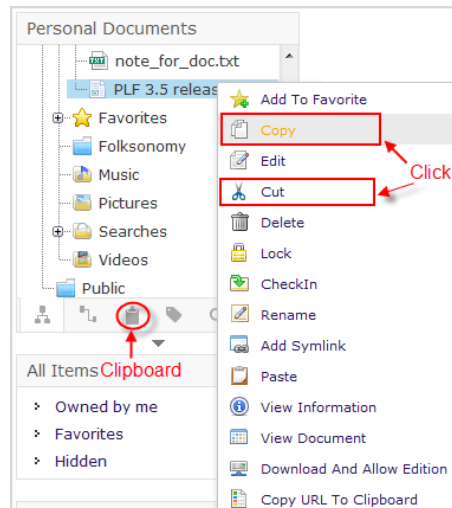 Personal Documents
note_for_doc.txt
PLF 3.5 releas
Favorites
Folksonomy
Music
Pictures
Searches
Videos
Public
Add To Favorite
Copy
Edit
Click
Cut
Delete
Lock
CheckIn
Rename
Add Symlink
Paste
View Information
View Document
Download And Allow Edition
Copy URL To Clipboard
All Items Clipboard
Owned by me
Favorites
Hidden